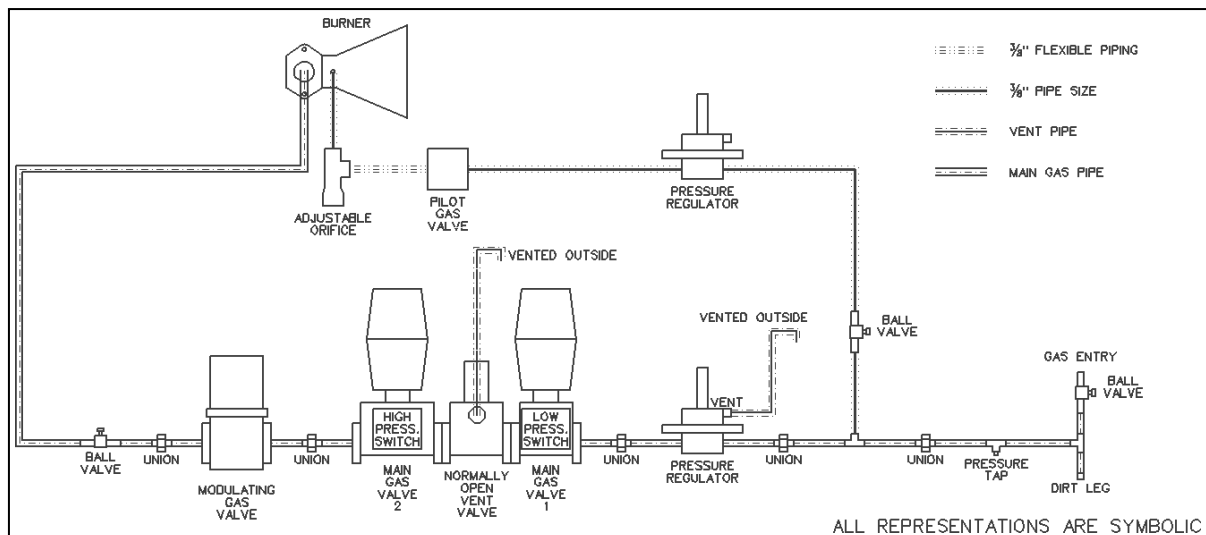 BURNER
3/8" FLEXIBLE PIPING
3/8" PIPE SIZE
VENT PIPE
MAIN GAS PIPE
ADJUSTABLE
ORIFICE
PILOT
GAS
VALVE
PRESSURE
REGULATOR
VENTED OUTSIDE
VENTED OUTSIDE
BALL
VALVE
GAS ENTRY
BALL
VALVE
VENT
HIGH
PRESS.
SWITCH
LOW
PRESS.
SWITCH
BALL
VALVE
UNION
MODULATING
GAS
VALVE
UNION
MAIN
GAS
VALVE
2
NORMALLY
OPEN
VENT
VALVE
MAIN
GAS
VALVE
1
UNION
PRESSURE
REGULATOR
UNION
UNION
PRESSURE
TAP
DIRT LEG
ALL REPRESENTATIONS ARE SYMBOLIC